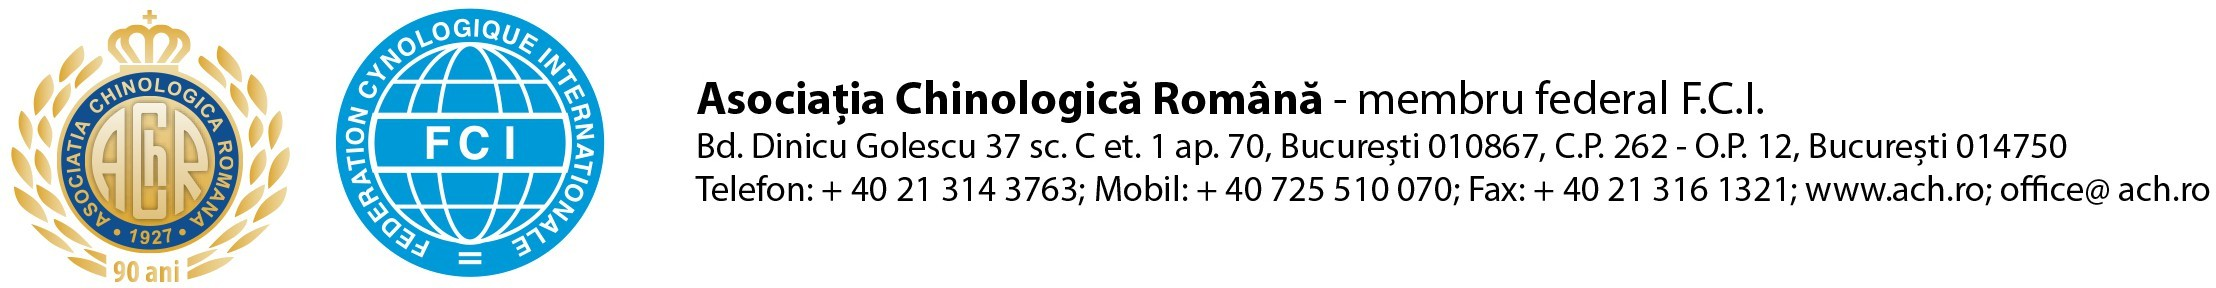 ASOCIATIA CHINOLOGICA ROMANA
AChR
• 1927 •
90 ani
FEDERATION CYNOLOGIQUE INTERNATIONALE
FCI
=
Asociația Chinologică Română - membru federal F.C.I.
Bd. Dinicu Golescu 37 sc. C et. 1 ap. 70, București 010867, C.P. 262 - O.P. 12, București 014750
Telefon: + 40 21 314 3763; Mobil: + 40 725 510 070; Fax: + 40 21 316 1321; www.ach.ro; office@ ach.ro